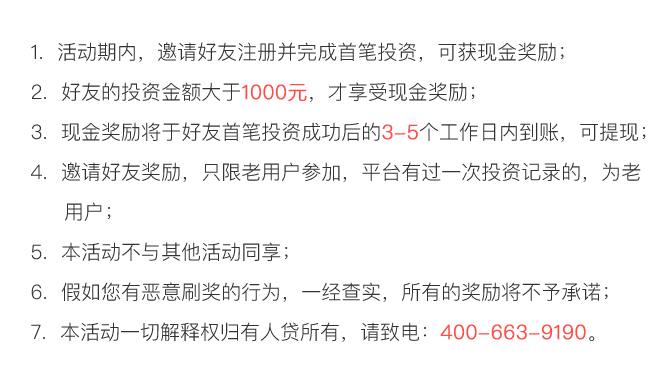 1. 活动期内，邀请好友注册并完成首笔投资，可获现金奖励；
2. 好友的投资金额大于1000元，才享受现金奖励；
3. 现金奖励将于好友首笔投资成功后的3-5个工作日内到账，可提现；
4. 邀请好友奖励，只限老用户参加，平台有过一次投资记录的，为老
用户；
5. 本活动不与其他活动同享；
6. 假如您有恶意刷奖的行为，一经查实，所有的奖励将不予承诺；
7. 本活动一切解释权归有人贷所有，请致电：400-663-9190。